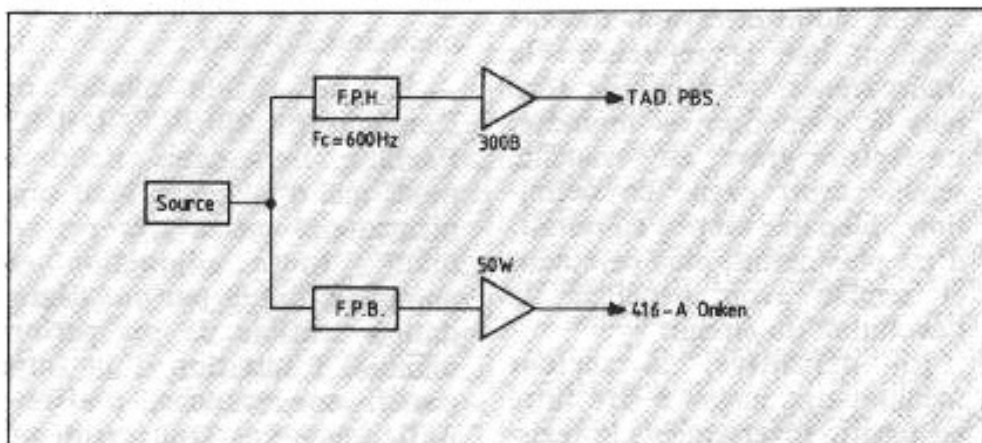 F.P.H.
Fc=600Hz
300B
TAD. PBS.
Source
F.P.B.
50W
416-A Onken